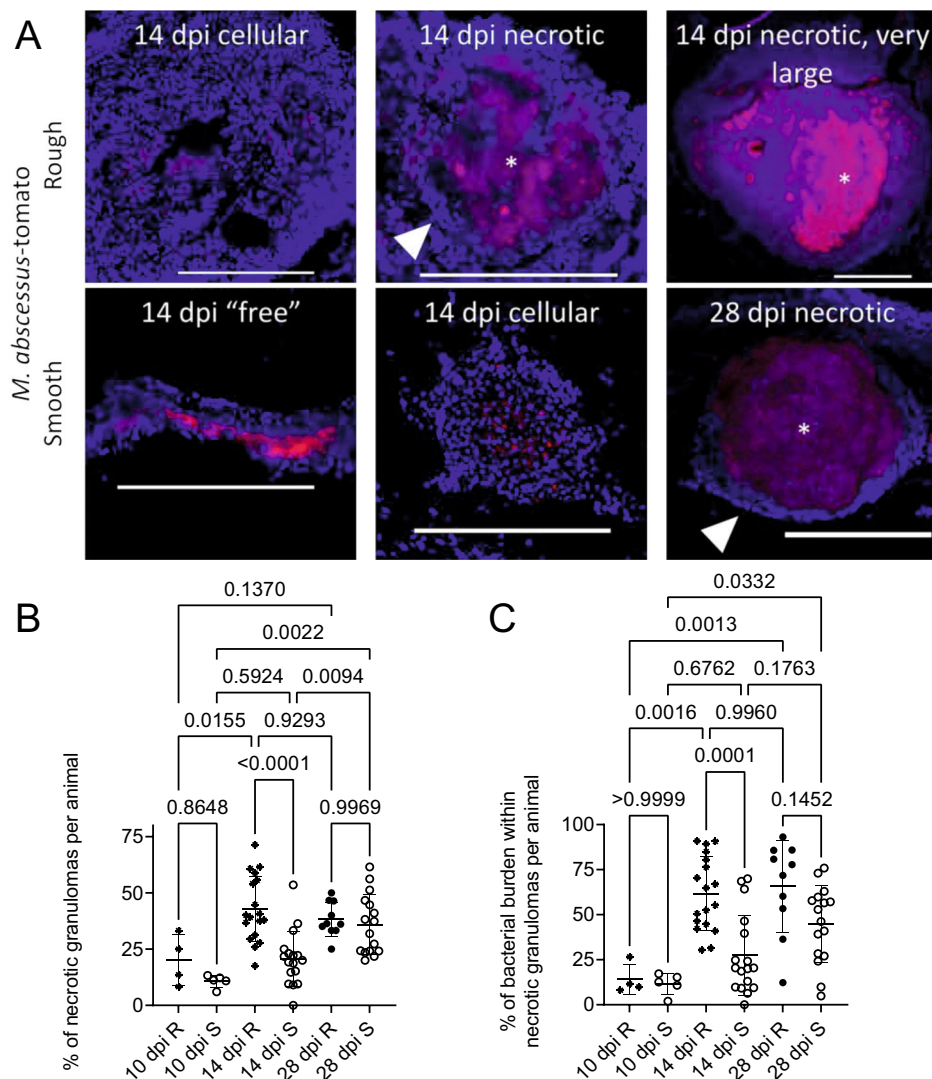 A
14 dpi cellular
14 dpi necrotic
14 dpi necrotic, very
large
Rough
*
*
M. abscessus-tomato
Smooth
14 dpi "free"
14 dpi cellular
28 dpi necrotic
*
B
0.1370
0.0022
0.5924
0.0094
0.0155
0.9293
<0.0001
0.8648
0.9969
% of necrotic granulomas per animal
75
50
25
0
10 dpi R
10 dpi S
14 dpi R
14 dpi S
28 dpi R
28 dpi S
C
0.0332
0.0013
0.6762
0.1763
0.0016
0.9960
0.0001
>0.9999
0.1452
% of bacterial burden within
necrotic granulomas per animal
100
75
50
25
0
10 dpi R
10 dpi S
14 dpi R
14 dpi S
28 dpi R
28 dpi S